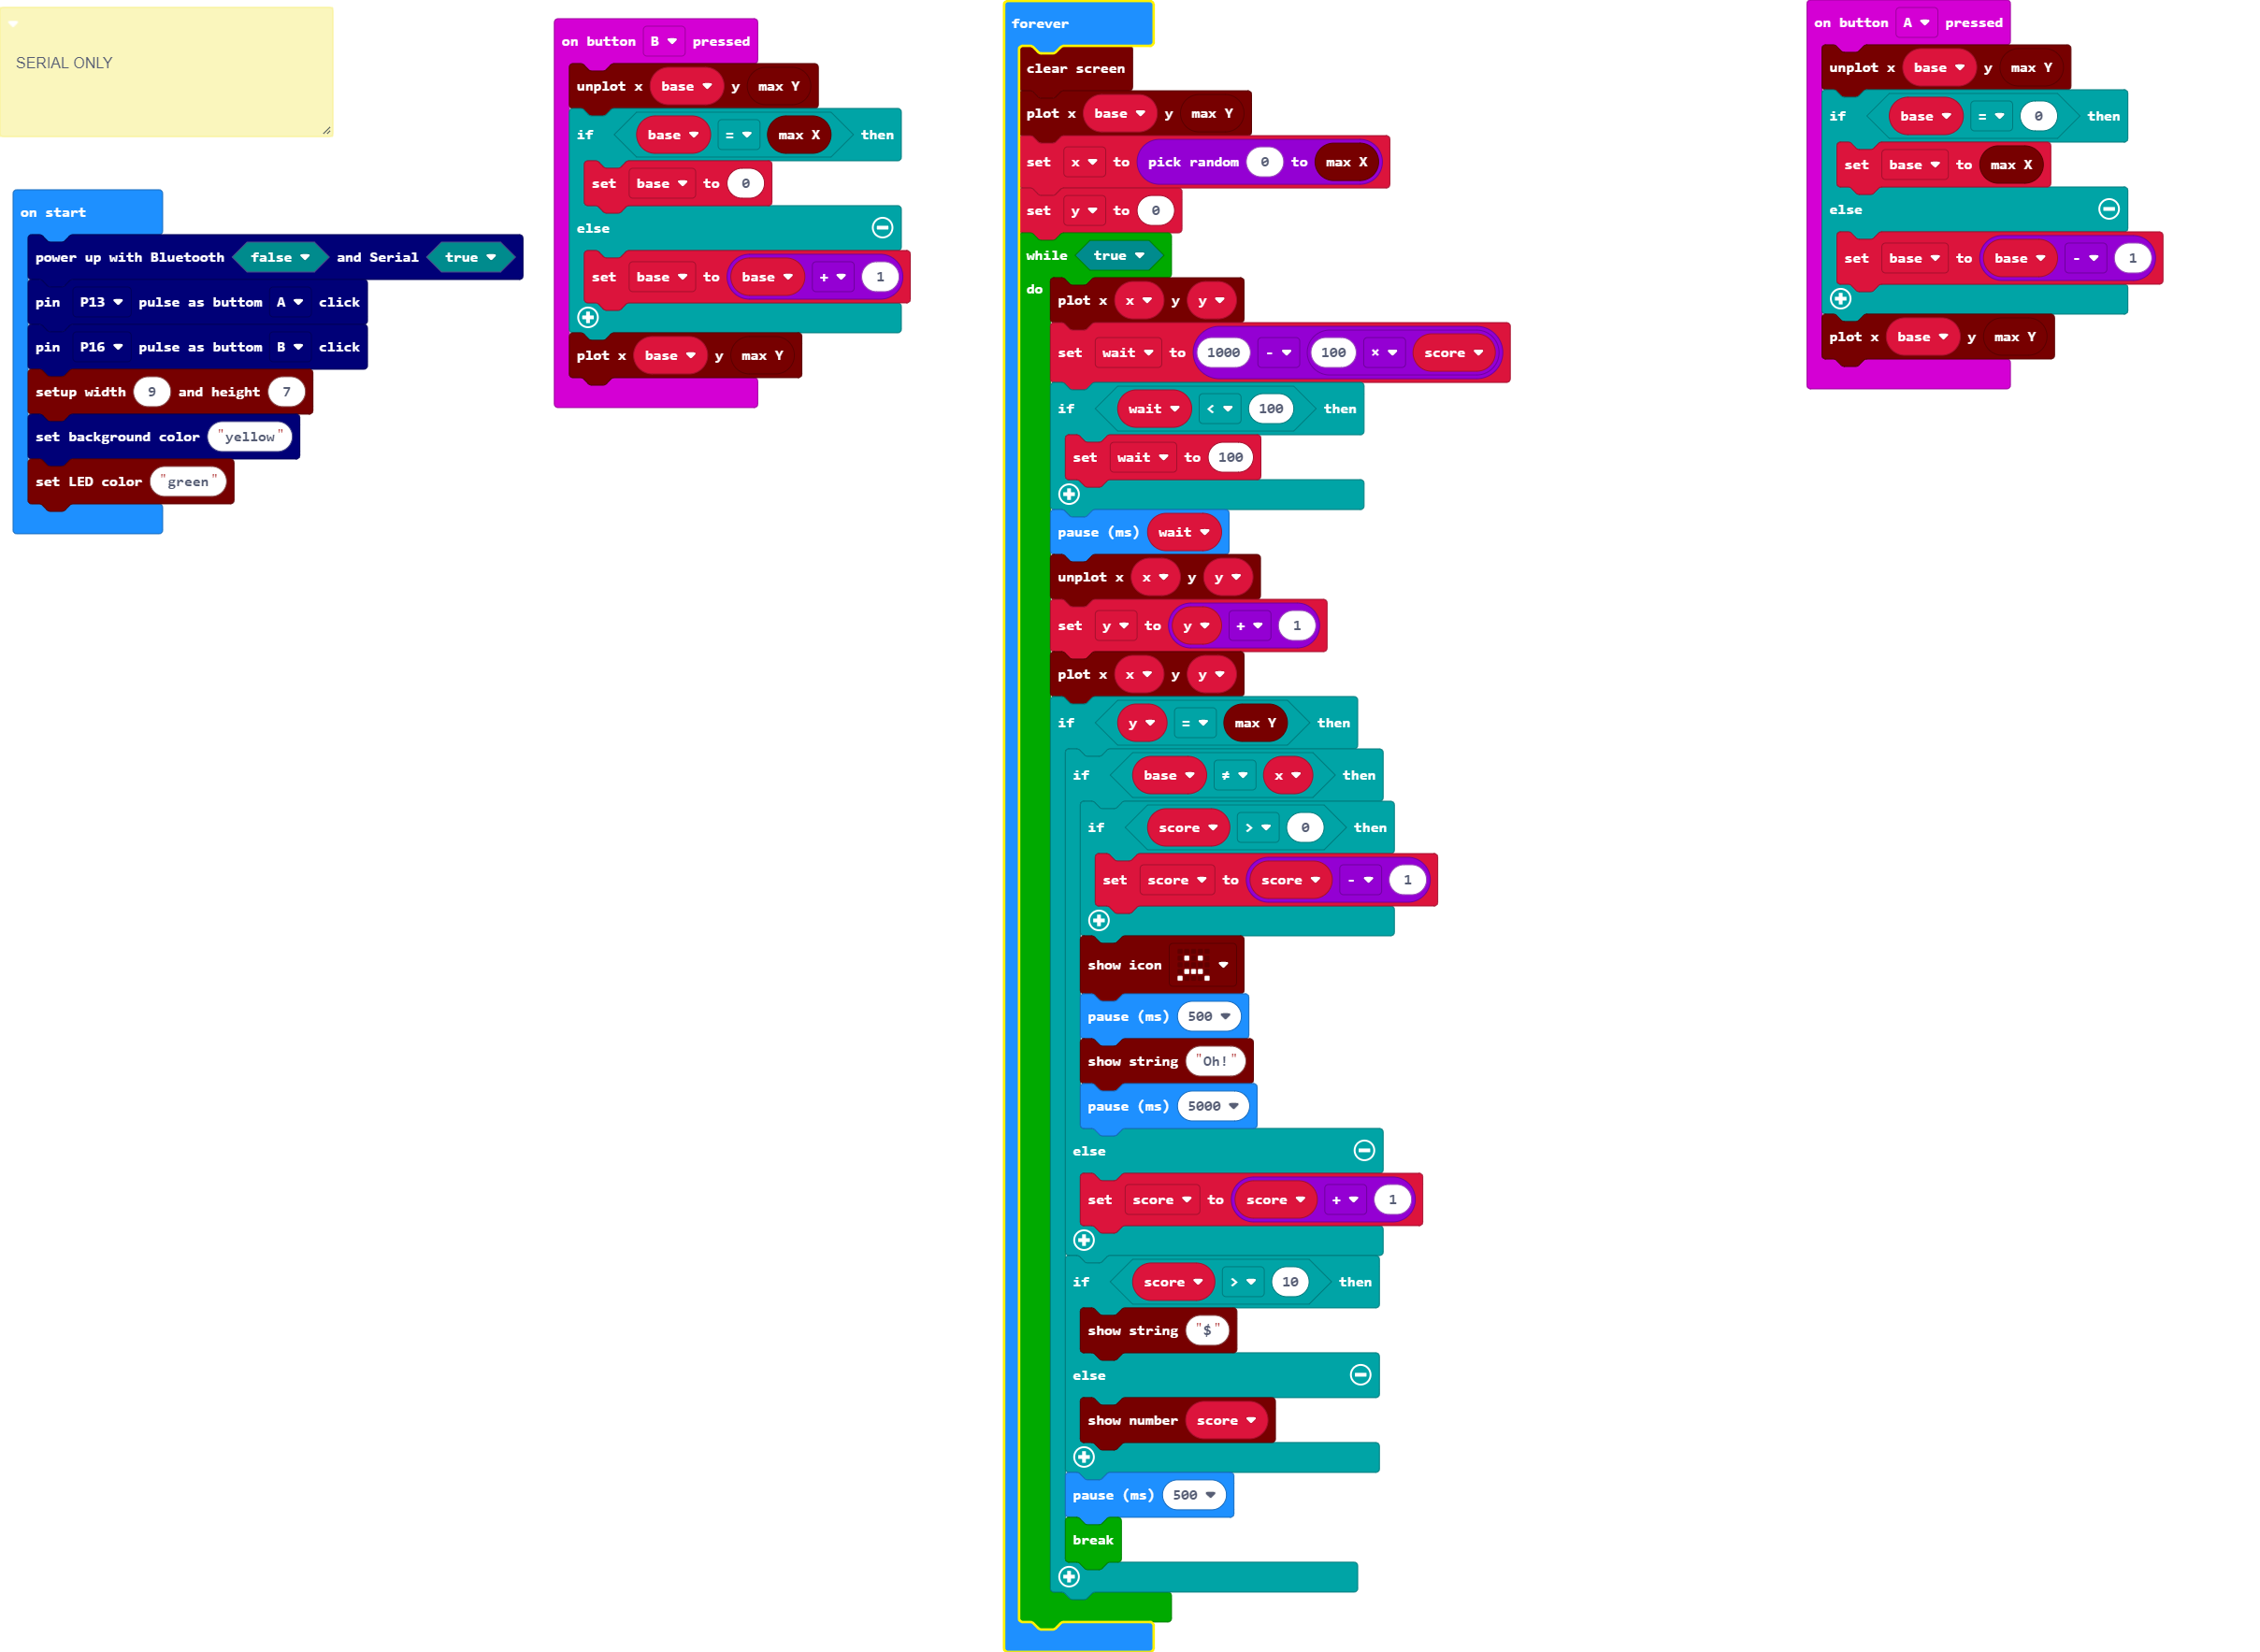 SERIAL ONLY
on start
power up with Bluetooth false and Serial true
pin P13 pulse as buttom A click
pin P16 pulse as buttom B click
setup width 9 and height 7
set background color "yellow"
set LED color "green"
on button B pressed
unplot x base y max Y
if base = max X then
set base to 0
else
set base to base + 1
plot x base y max Y
forever
clear screen
plot x base y max Y
set x to pick random 0 to max X
set y to 0
while true
do
plot x x y y
set wait to 1000 - 100 × score
if wait < 100 then
set wait to 100
pause (ms) wait
unplot x x y y
set y to y + 1
plot x x y y
if y = max Y then
if base ≠ x then
if score > 0 then
set score to score - 1
show icon
pause (ms) 500
show string "Oh!"
pause (ms) 5000
else
set score to score + 1
if score > 10 then
show string "$"
else
show number score
pause (ms) 500
break
on button A pressed
unplot x base y max Y
if base = 0 then
set base to max X
else
set base to base - 1
plot x base y max Y